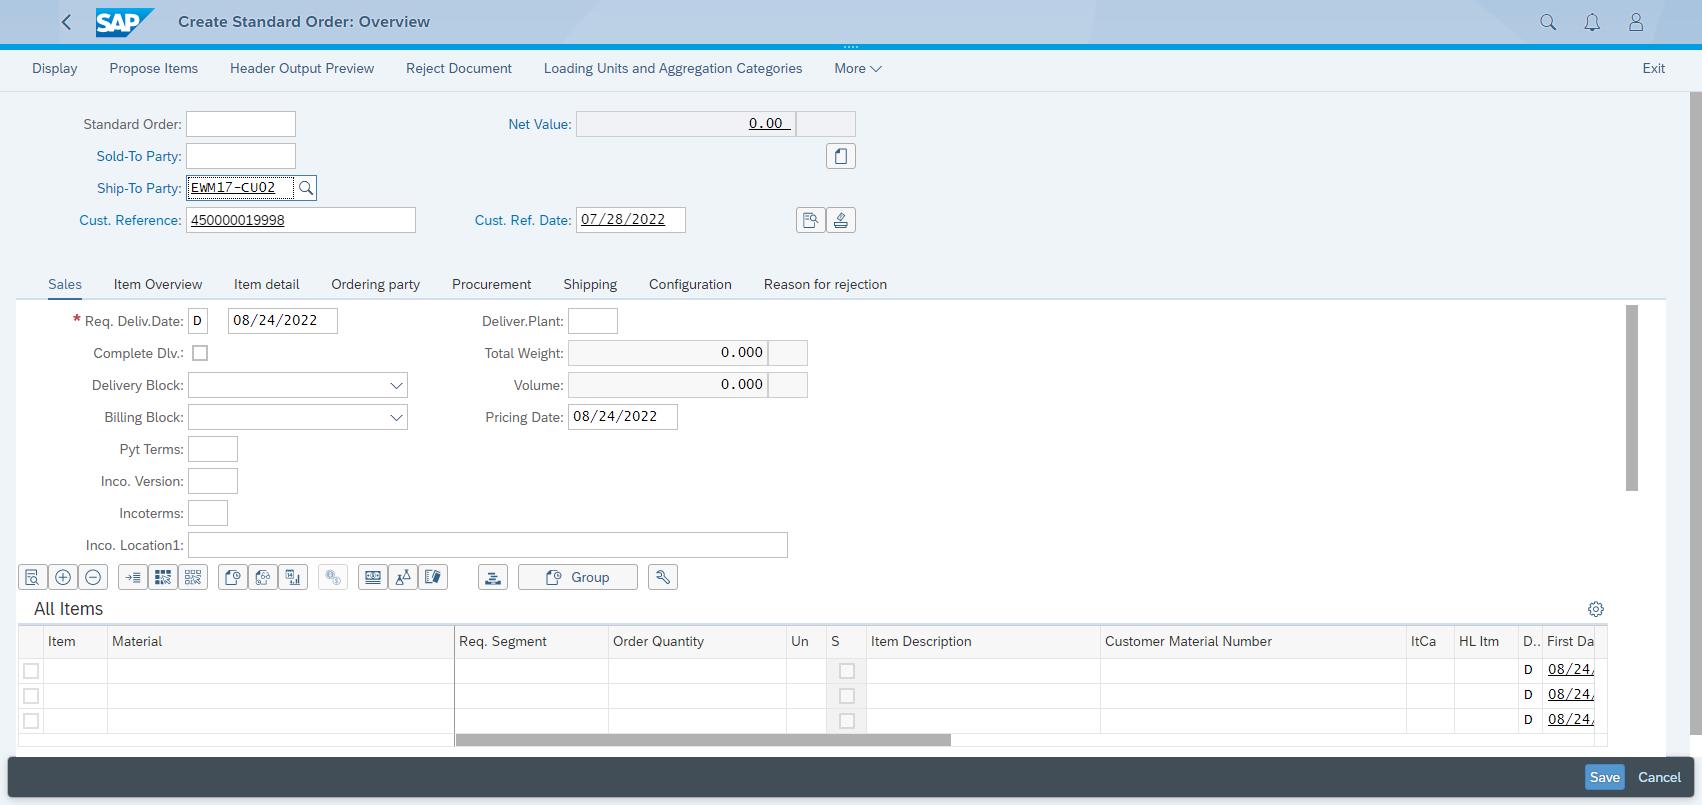 SAP Create Standard Order: Overview
Display Propose Items Header Output Preview Reject Document Loading Units and Aggregation Categories More Exit
Standard Order: Net Value: 0.00
Sold-To Party:
Ship-To Party: EWM17-CU02
Cust. Reference: 450000019998 Cust. Ref. Date: 07/28/2022
Sales Item Overview Item detail Ordering party Procurement Shipping Configuration Reason for rejection
* Req. Deliv.Date: D 08/24/2022 Deliver.Plant:
Complete Dlv.: Total Weight: 0.000
Delivery Block: Volume: 0.000
Billing Block: Pricing Date: 08/24/2022
Pyt Terms:
Inco. Version:
Incoterms:
Inco. Location1:
Group
All Items
Item Material Req. Segment Order Quantity Un S Item Description Customer Material Number ItCa HL Itm D.. First Da
D 08/24/
D 08/24/
D 08/24/
Save Cancel